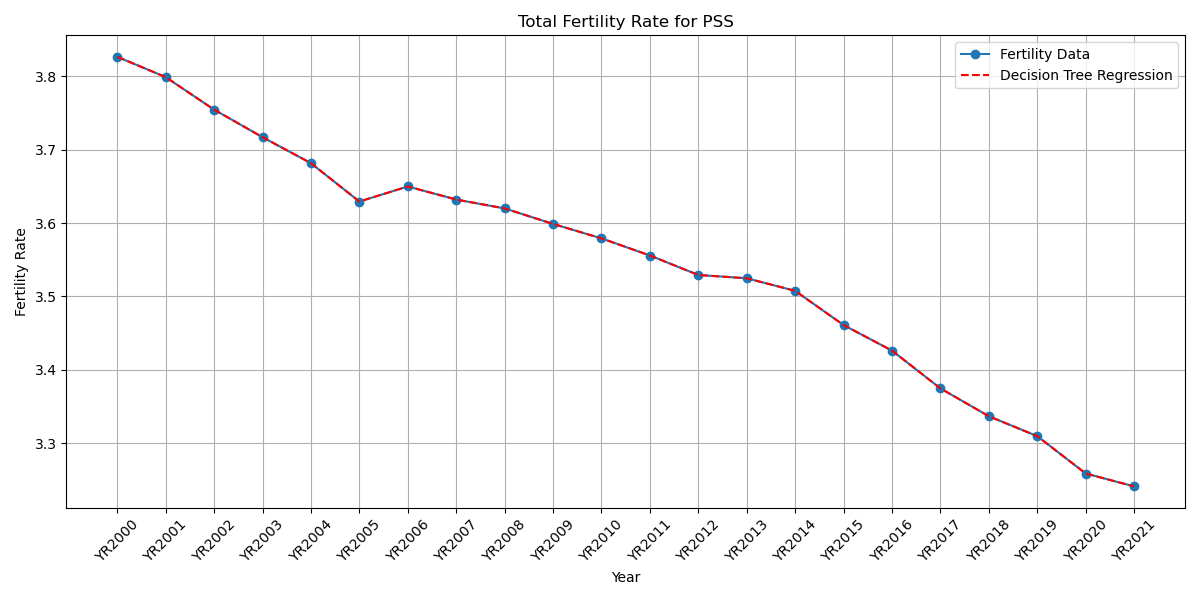 Total Fertility Rate for PSS
Fertility Data
Decision Tree Regression
Fertility Rate
3.8
3.7
3.6
3.5
3.4
3.3
YR2000
YR2001
YR2002
YR2003
YR2004
YR2005
YR2006
YR2007
YR2008
YR2009
YR2010
YR2011
YR2012
YR2013
YR2014
YR2015
YR2016
YR2017
YR2018
YR2019
YR2020
YR2021
Year